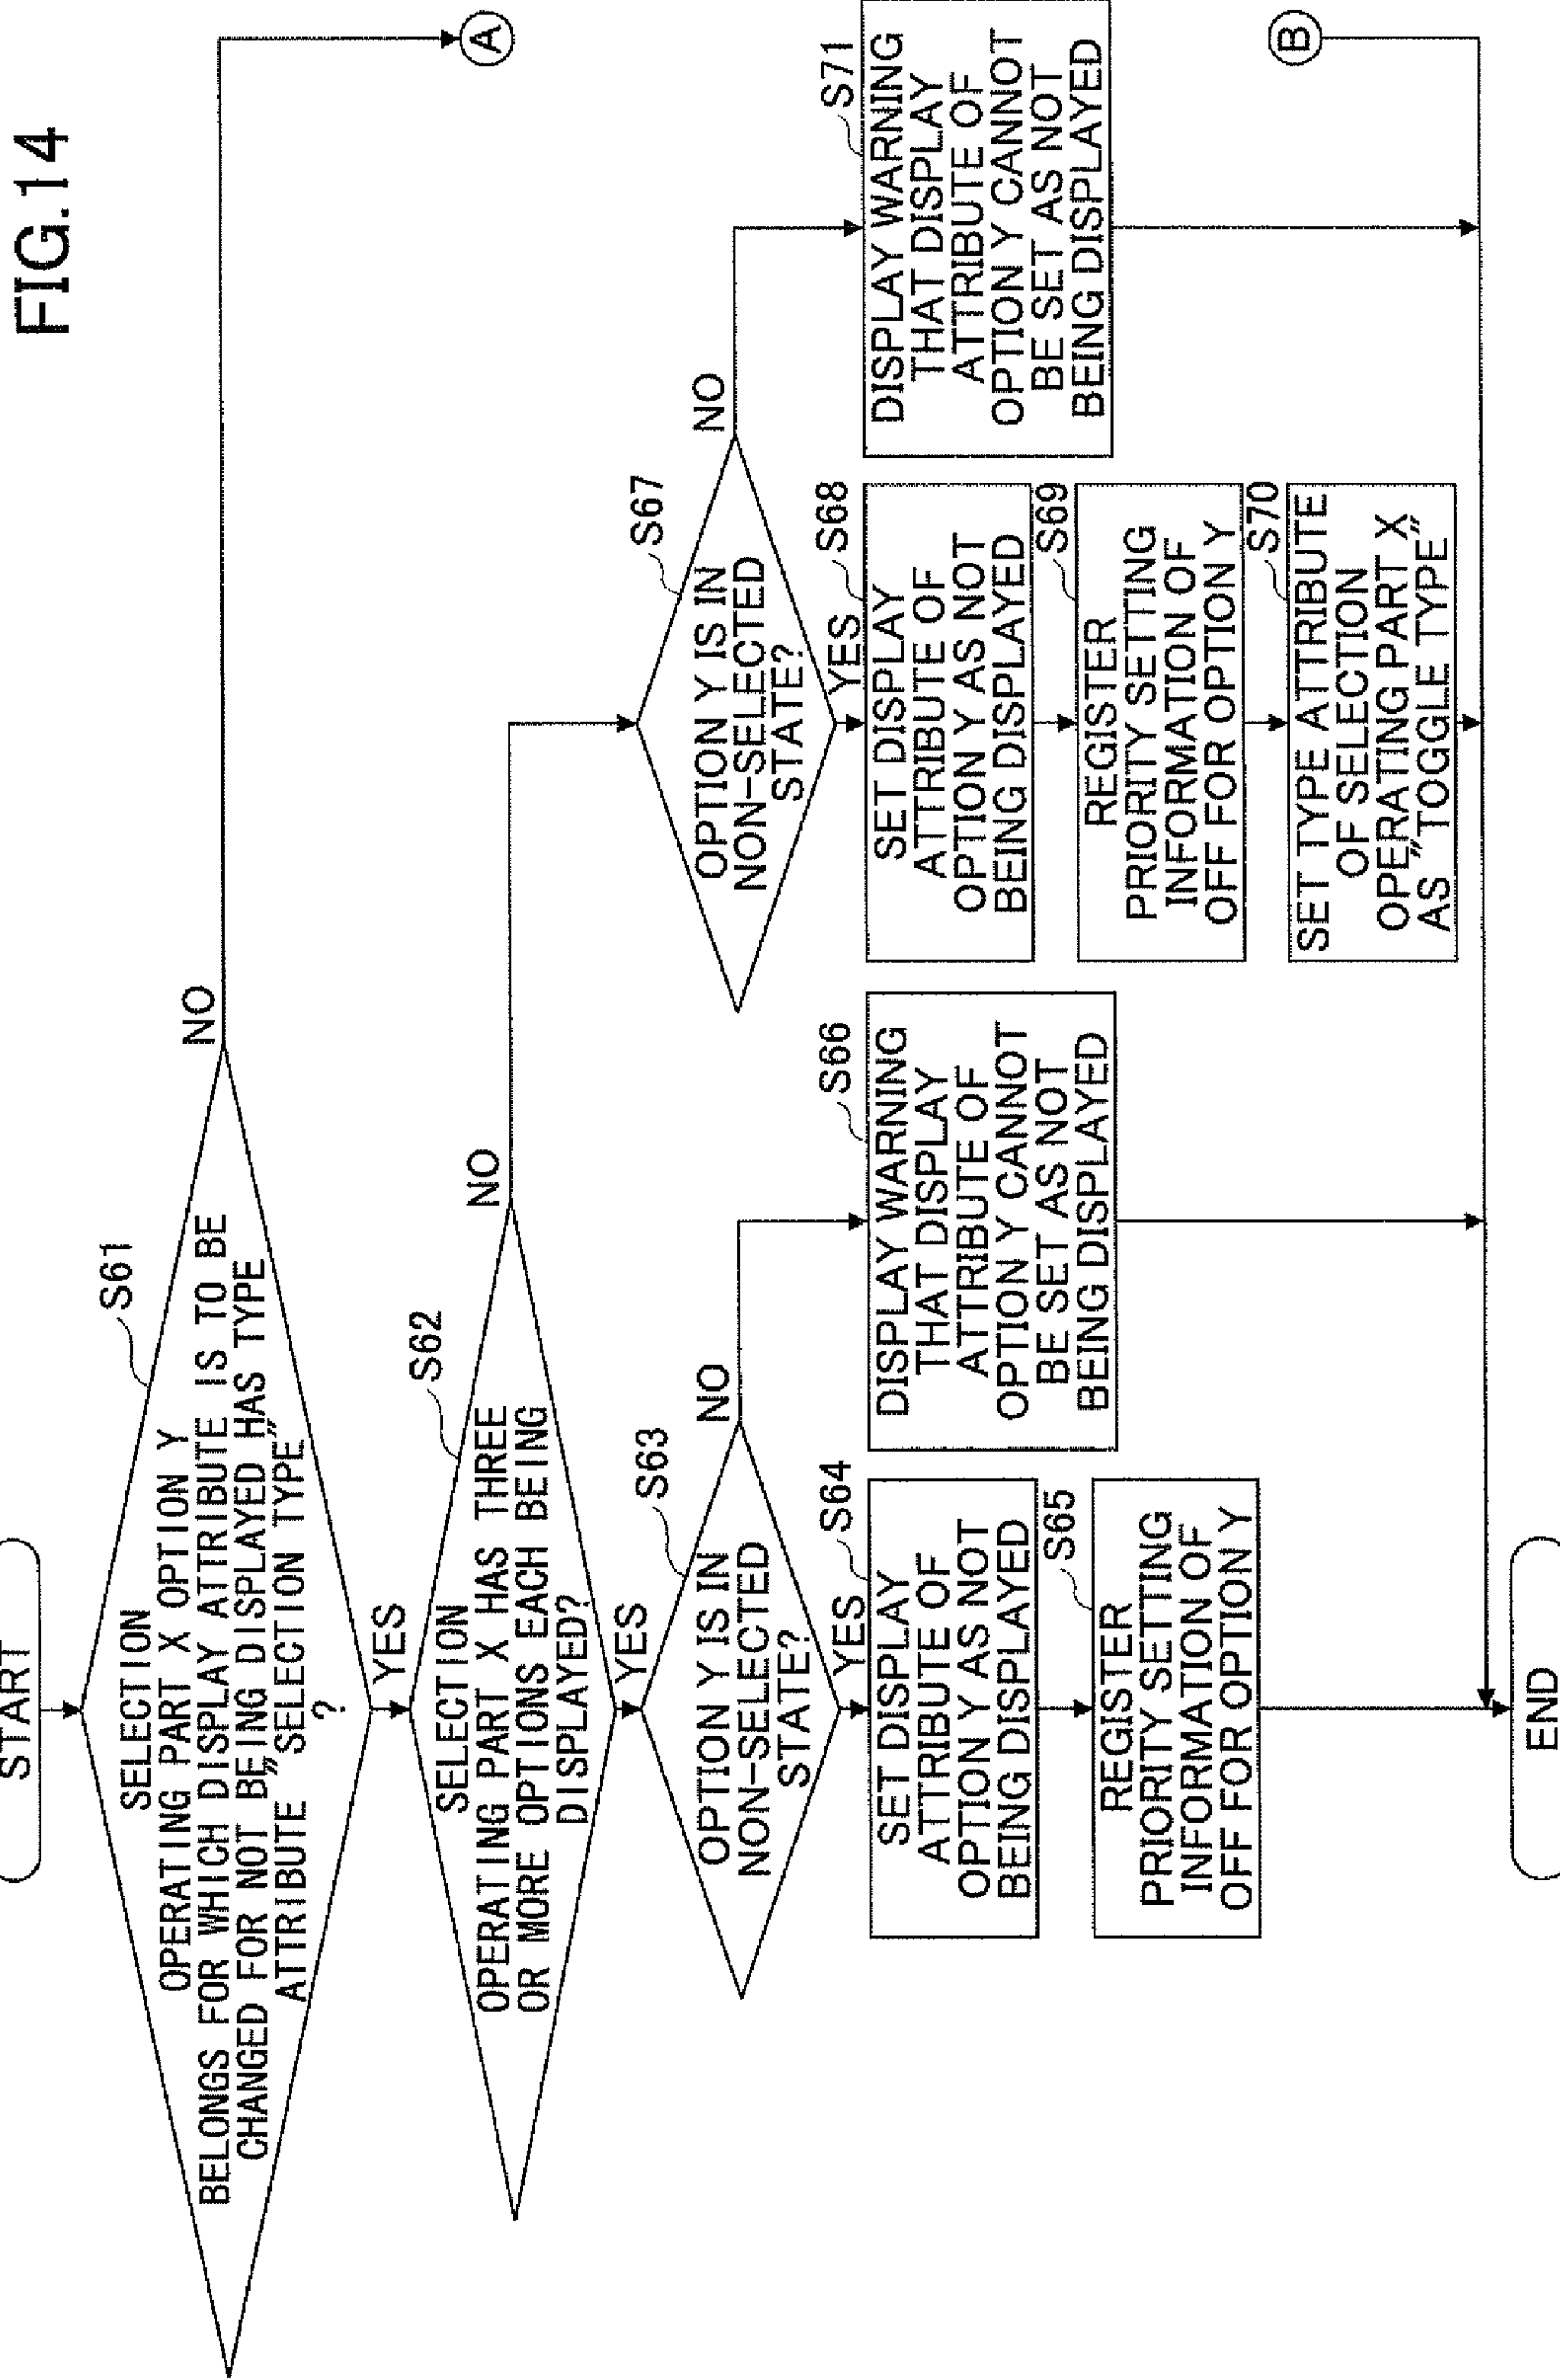 FIG.14
START
S61
SELECTION
OPERATING PART X OPTION Y
BELONGS FOR WHICH DISPLAY ATTRIBUTE IS TO BE
CHANGED FOR NOT BEING DISPLAYED HAS TYPE
ATTRIBUTE "SELECTION TYPE"
?
NO
A
YES
S62
SELECTION
OPERATING PART X HAS THREE
OR MORE OPTIONS EACH BEING
DISPLAYED?
NO
YES
S63
OPTION Y IS IN
NON-SELECTED
STATE?
NO
YES
S64
SET DISPLAY
ATTRIBUTE OF
OPTION Y AS NOT
BEING DISPLAYED
S65
REGISTER
PRIORITY SETTING
INFORMATION OF
OFF FOR OPTION Y
S66
DISPLAY WARNING
THAT DISPLAY
ATTRIBUTE OF
OPTION Y CANNOT
BE SET AS NOT
BEING DISPLAYED
S67
OPTION Y IS IN
NON-SELECTED
STATE?
NO
YES
S68
SET DISPLAY
ATTRIBUTE OF
OPTION Y AS NOT
BEING DISPLAYED
S69
REGISTER
PRIORITY SETTING
INFORMATION OF
OFF FOR OPTION Y
S70
SET TYPE ATTRIBUTE
OF SELECTION
OPERATING PART X
AS "TOGGLE TYPE"
S71
DISPLAY WARNING
THAT DISPLAY
ATTRIBUTE OF
OPTION Y CANNOT
BE SET AS NOT
BEING DISPLAYED
B
END